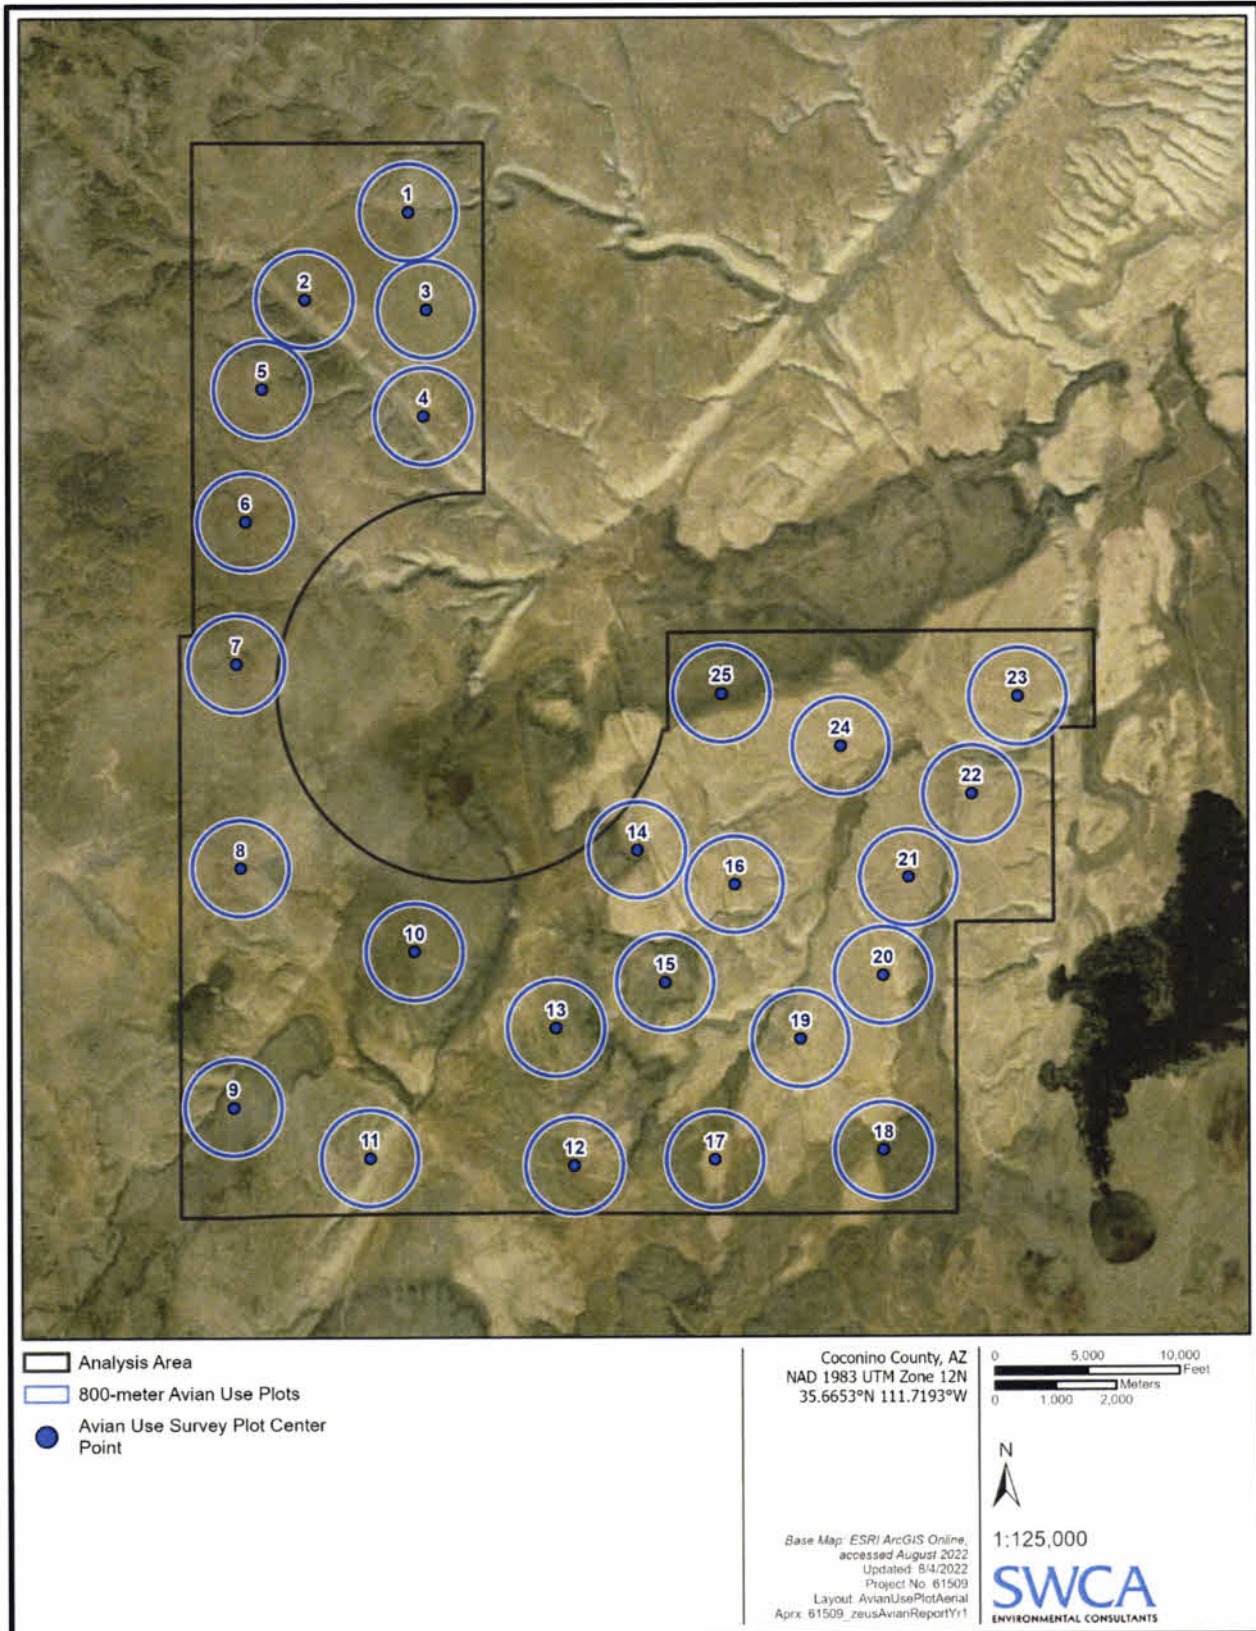 1
2
3
5
4
6
7
25
23
24
22
14
8
16
21
10
15
20
13
19
9
11
12
17
18
Analysis Area
800-meter Avian Use Plots
Avian Use Survey Plot Center
Point
Coconino County, AZ
NAD 1983 UTM Zone 12N
35.6653°N 111.7193°W
Base Map: ESRI ArcGIS Online,
accessed August 2022
Updated: 8/4/2022
Project No. 61509
Layout: AvianUsePlotAerial
Aprx: 61509_zeusAvianReportYr1
0 5,000 10,000
Feet
Meters
0 1,000 2,000
N
1:125,000
SWCA
ENVIRONMENTAL CONSULTANTS